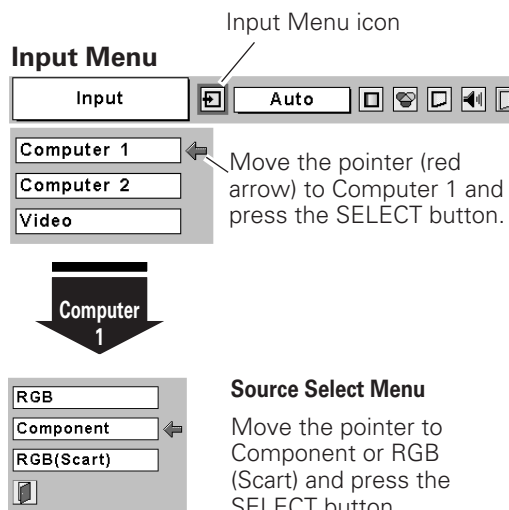 Input Menu icon
Input Menu
Input
Auto
Computer 1
Computer 2
Video
Move the pointer (red
arrow) to Computer 1 and
press the SELECT button.
Computer
1
RGB
Component
RGB(Scart)
Source Select Menu
Move the pointer to
Component or RGB
(Scart) and press the
SELECT button